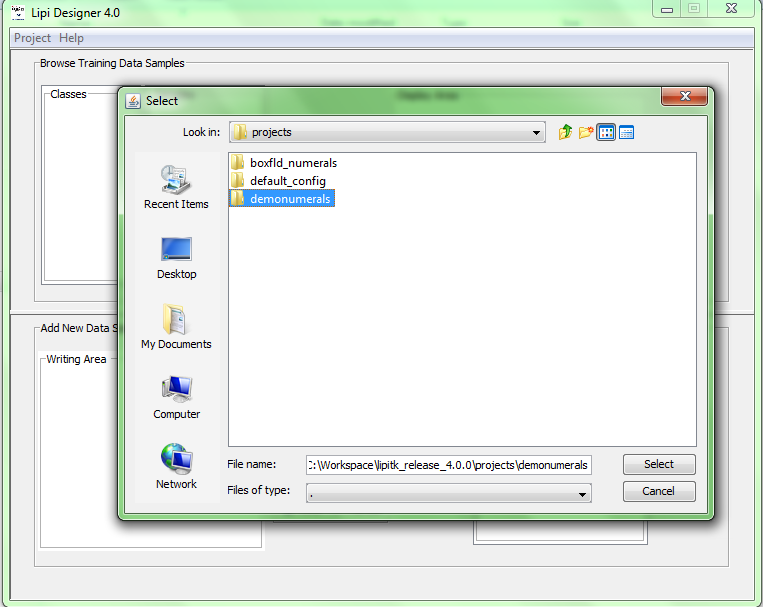 Lipi Designer 4.0
Project Help
Browse Training Data Samples
Classes
Select
Look in: projects
boxfld_numerals
default_config
demonumerals
Recent Items
Desktop
My Documents
Computer
Network
Add New Data S
Writing Area
File name: C:\Workspace\lipitk_release_4.0.0\projects\demonumerals Select
Files of type: . Cancel